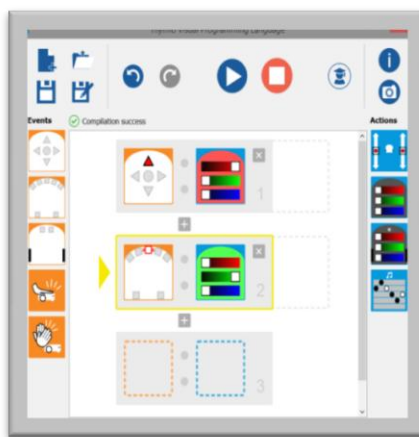 Thymio Visual Programming Language
Events
Compilation success
Actions
1
2
3